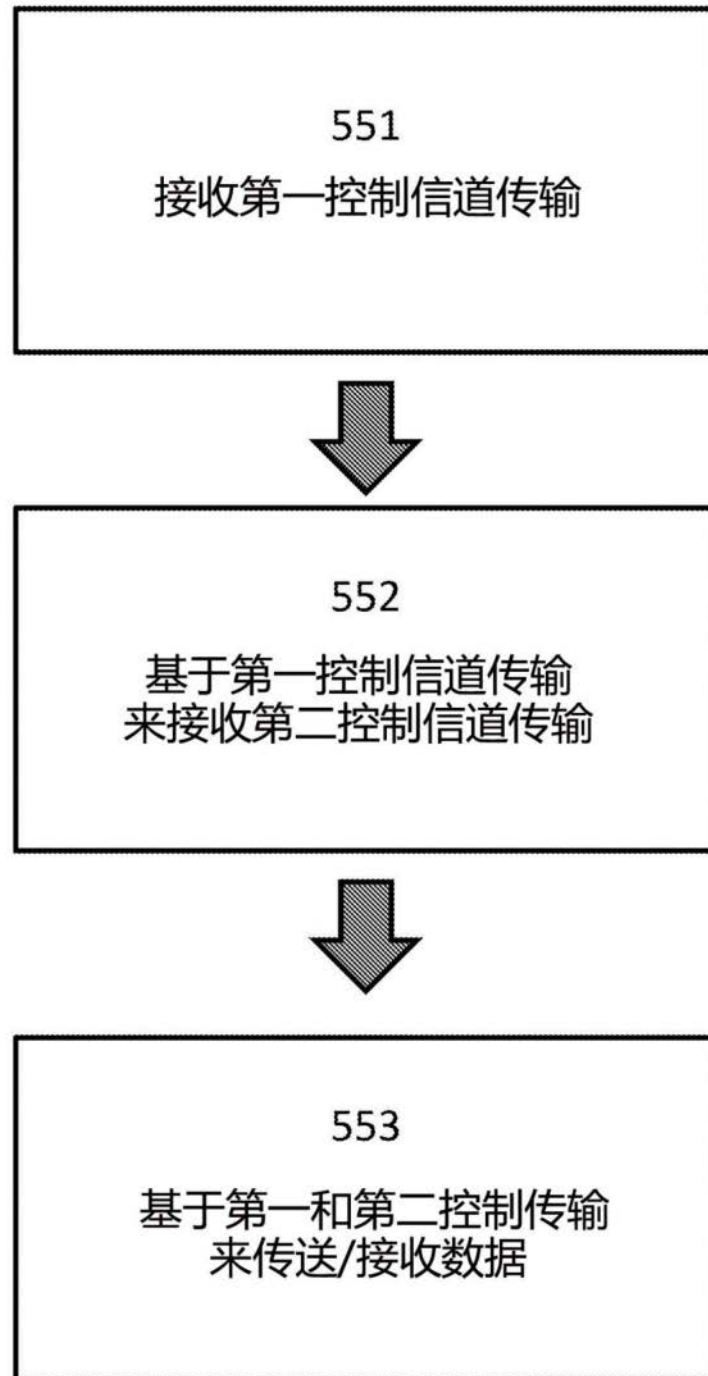 551
接收第一控制信道传输
552
基于第一控制信道传输
来接收第二控制信道传输
553
基于第一和第二控制传输
来传送/接收数据